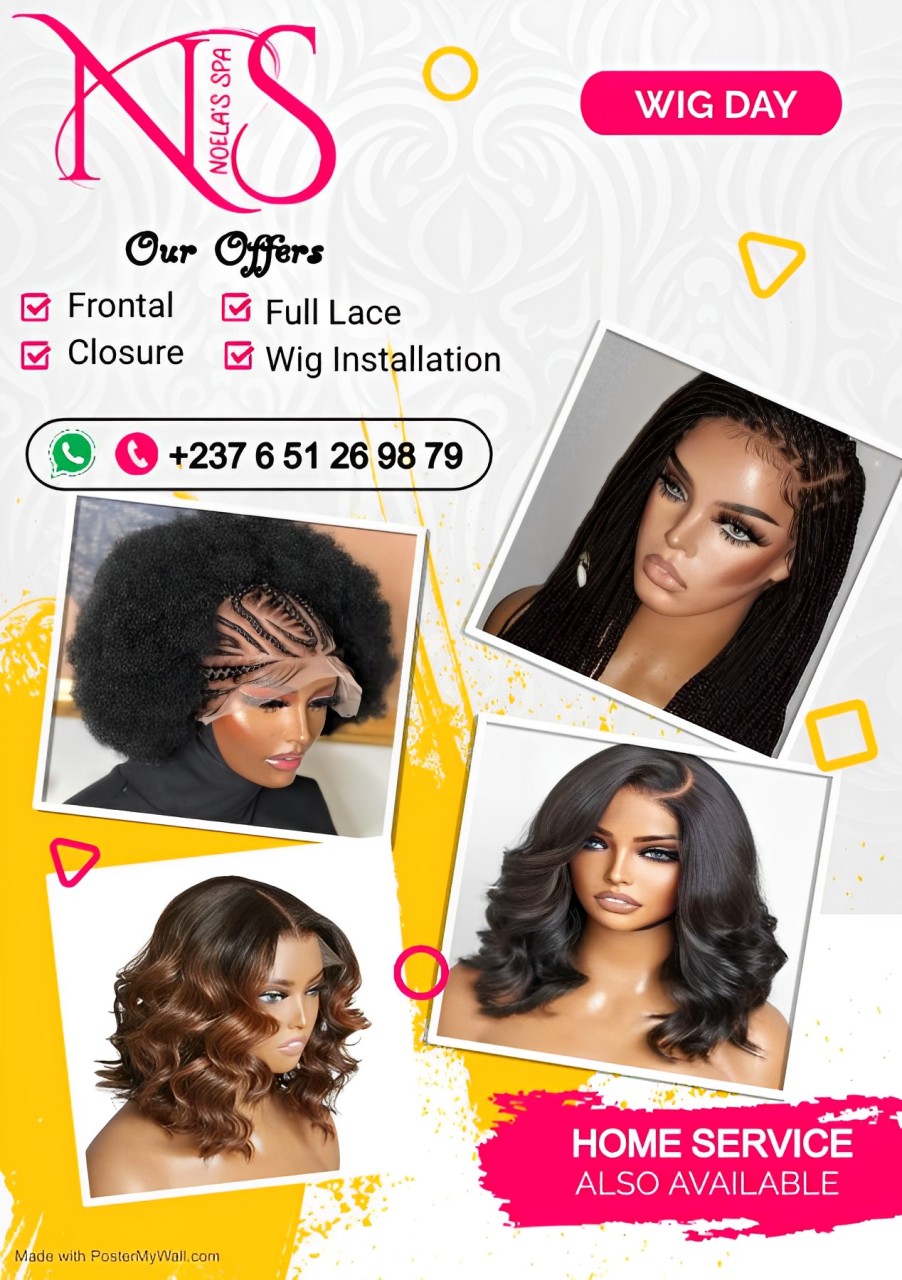 NS
NOELA'S SPA
WIG DAY
Our Offers
Frontal
Full Lace
Closure
Wig Installation
+237 6 51 26 98 79
HOME SERVICE
ALSO AVAILABLE
Made with PosterMyWall.com